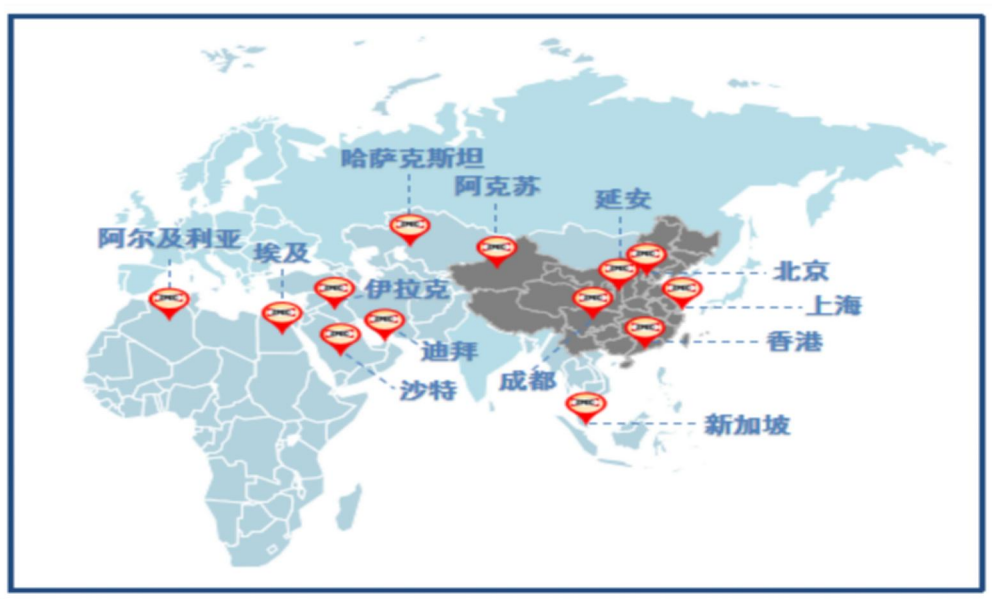 哈萨克斯坦
阿克苏
延安
阿尔及利亚
埃及
北京
伊拉克
上海
香港
迪拜
成都
沙特
新加坡